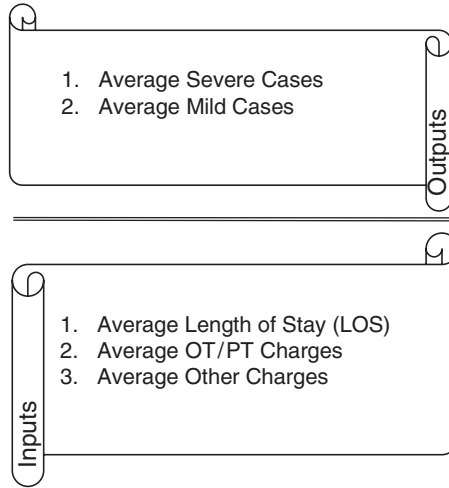 1. Average Severe Cases
2. Average Mild Cases
Outputs
1. Average Length of Stay (LOS)
2. Average OT/PT Charges
3. Average Other Charges
Inputs